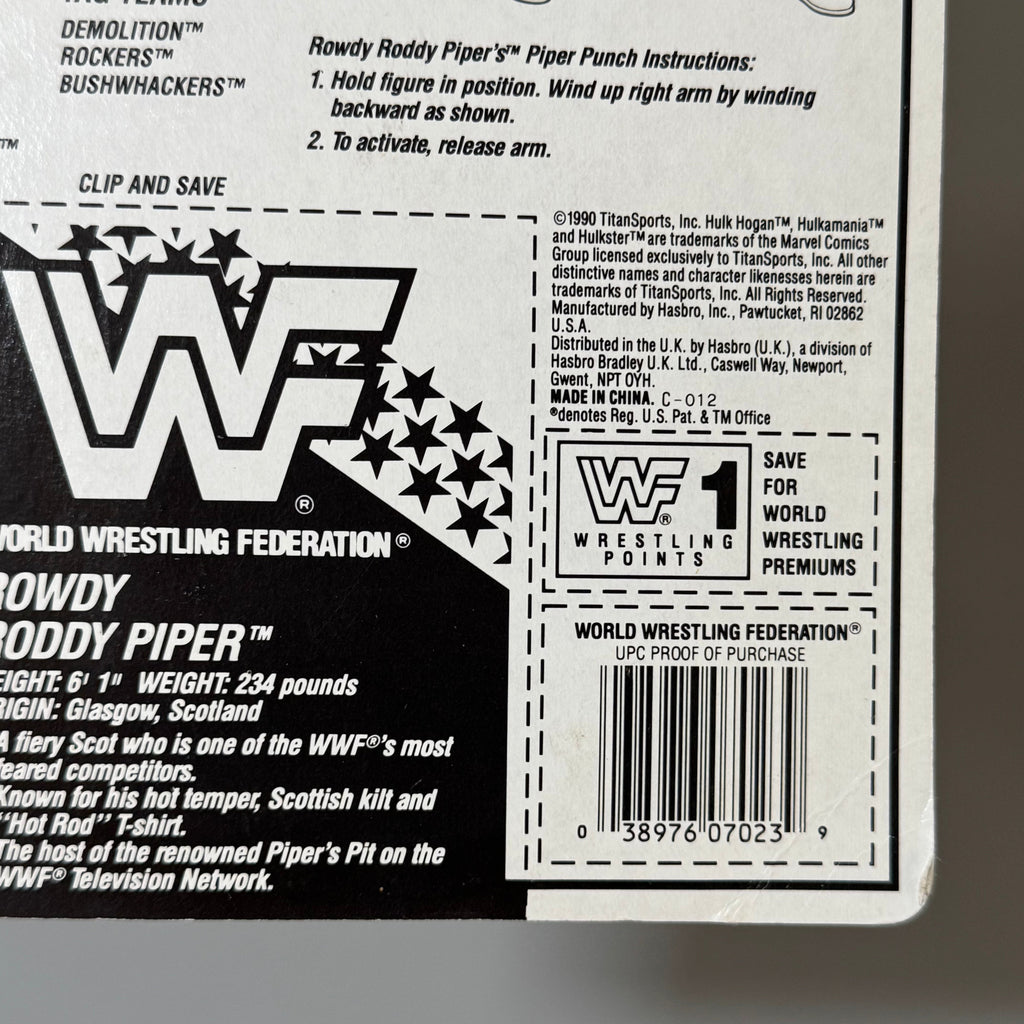 DEMOLITION™
ROCKERS™
BUSHWHACKERS™
TM
CLIP AND SAVE
Rowdy Roddy Piper's™ Piper Punch Instructions:
1. Hold figure in position. Wind up right arm by winding
backward as shown.
2. To activate, release arm.
WF®
WORLD WRESTLING FEDERATION®
ROWDY
RODDY PIPER™
EIGHT: 6' 1" WEIGHT: 234 pounds
RIGIN: Glasgow, Scotland
A fiery Scot who is one of the WWF®'s most
feared competitors.
Known for his hot temper, Scottish kilt and
"Hot Rod" T-shirt.
The host of the renowned Piper's Pit on the
WWF® Television Network.
©1990 TitanSports, Inc. Hulk Hogan™, Hulkamania™
and Hulkster™ are trademarks of the Marvel Comics
Group licensed exclusively to TitanSports, Inc. All other
distinctive names and character likenesses herein are
trademarks of TitanSports, Inc. All Rights Reserved.
Manufactured by Hasbro, Inc., Pawtucket, RI 02862
U.S.A.
Distributed in the U.K. by Hasbro (U.K.), a division of
Hasbro Bradley U.K. Ltd., Caswell Way, Newport,
Gwent, NPT OYH.
MADE IN CHINA. C-012
®denotes Reg. U.S. Pat. & TM Office
WF® 1
WRESTLING
POINTS
SAVE
FOR
WORLD
WRESTLING
PREMIUMS
WORLD WRESTLING FEDERATION®
UPC PROOF OF PURCHASE
0 38976 07023 9